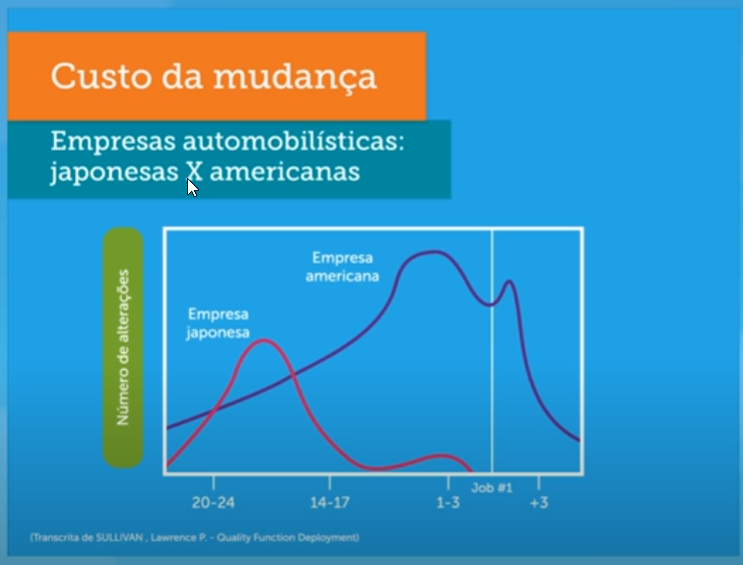 Custo da mudança
Empresas automobilísticas:
japonesas X americanas
Empresa
americana
Empresa
japonesa
Número de alterações
20-24
14-17
1-3
Job #1
+3
(Transcrita de SULLIVAN , Lawrence P. - Quality Function Deployment)